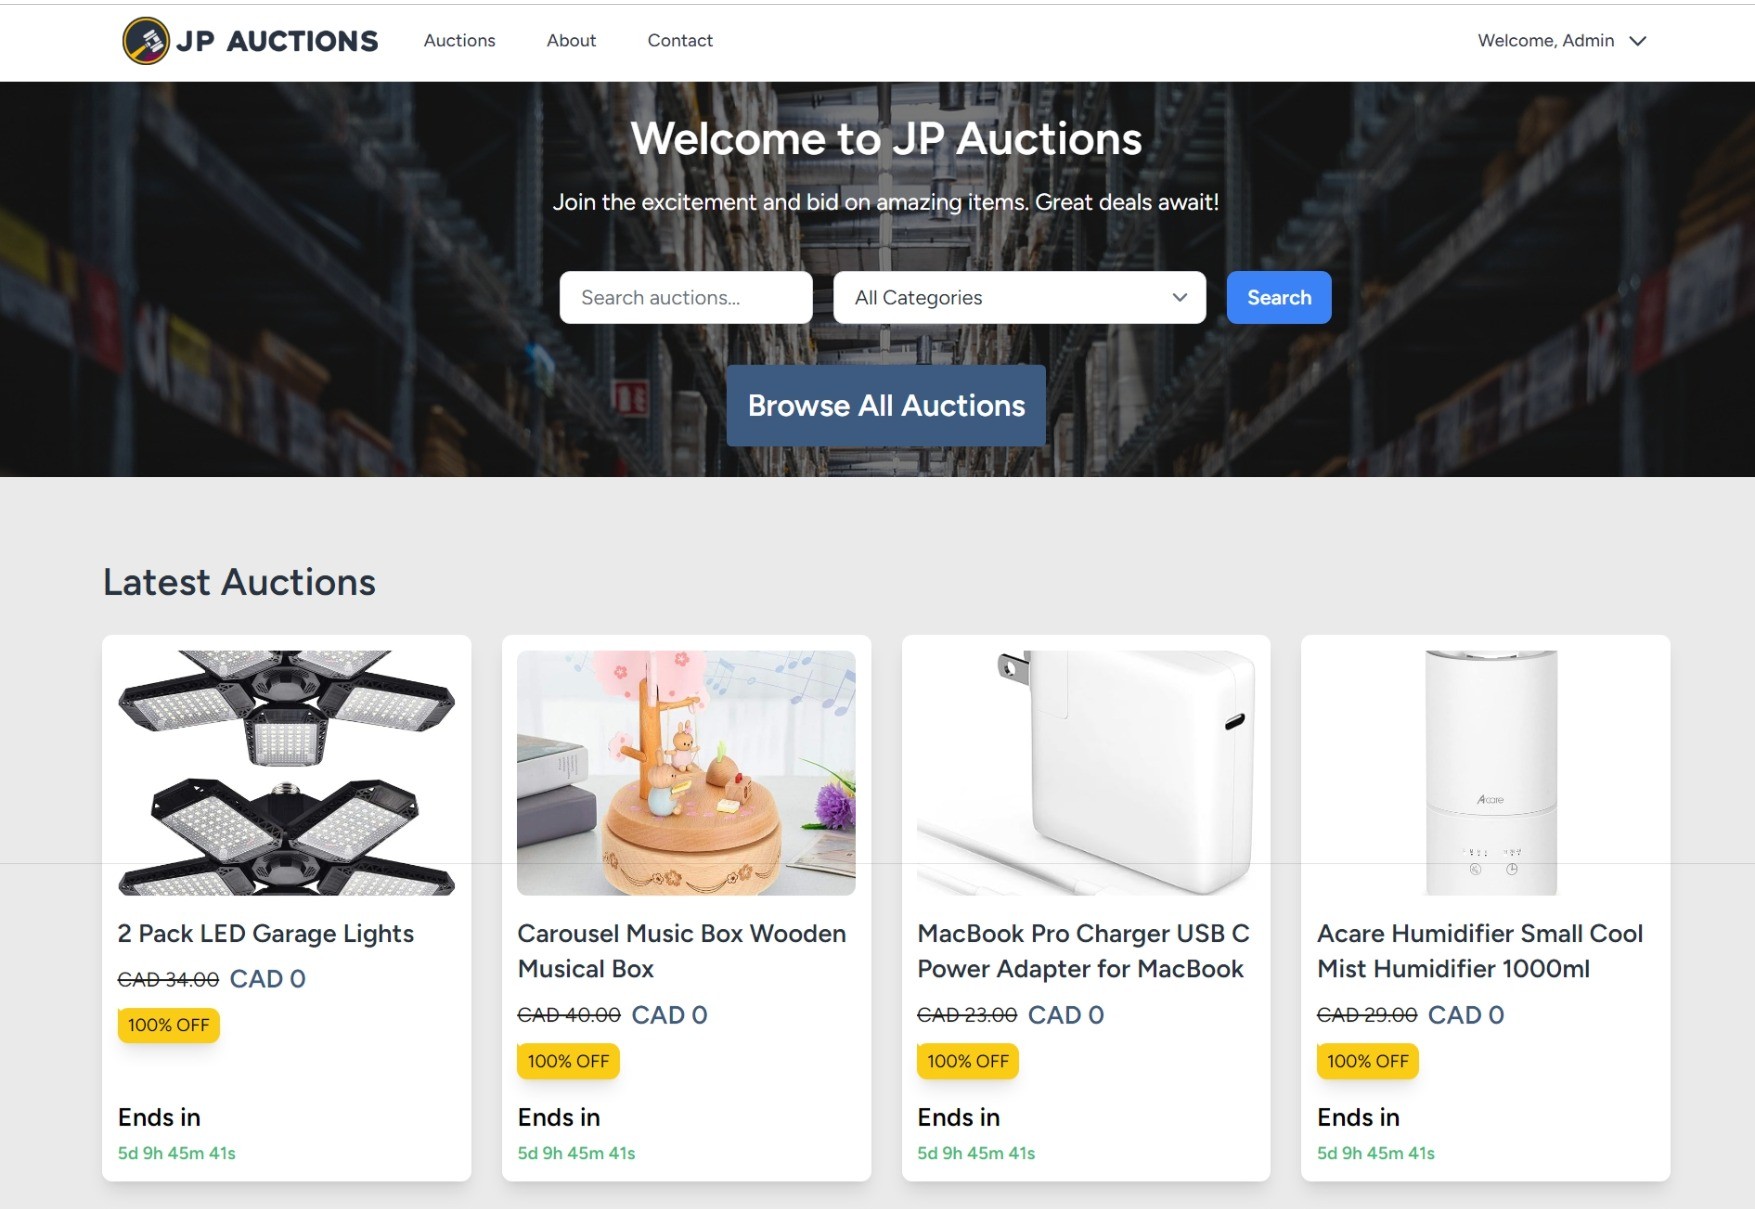 JP AUCTIONS
Auctions
About
Contact
Welcome, Admin
Welcome to JP Auctions
Join the excitement and bid on amazing items. Great deals await!
Search auctions...
All Categories
Search
Browse All Auctions
Latest Auctions
2 Pack LED Garage Lights
CAD 34.00 CAD 0
100% OFF
Ends in
5d 9h 45m 41s
Carousel Music Box Wooden
Musical Box
CAD 40.00 CAD 0
100% OFF
Ends in
5d 9h 45m 41s
MacBook Pro Charger USB C
Power Adapter for MacBook
CAD 23.00 CAD 0
100% OFF
Ends in
5d 9h 45m 41s
Acare
Acare Humidifier Small Cool
Mist Humidifier 1000ml
CAD 29.00 CAD 0
100% OFF
Ends in
5d 9h 45m 41s